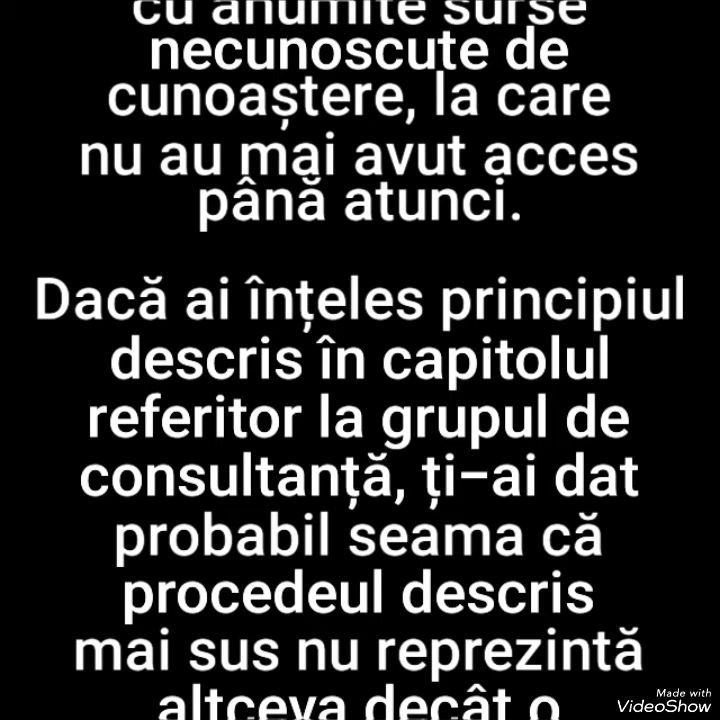 cu anumite surse
necunoscute de
cunoaștere, la care
nu au mai avut acces
până atunci.
Dacă ai înțeles principiul
descris în capitolul
referitor la grupul de
consultanță, ți-ai dat
probabil seama că
procedeul descris
mai sus nu reprezintă
altceva decât o
Made with
VideoShow